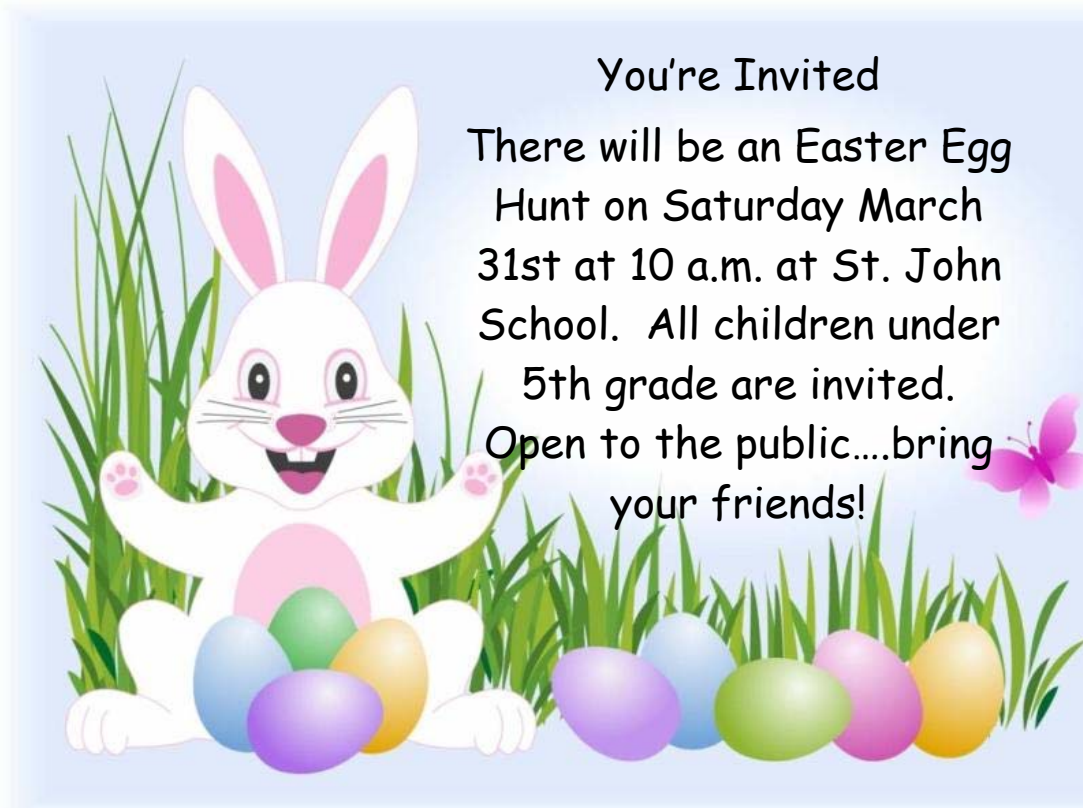 You're Invited
There will be an Easter Egg
Hunt on Saturday March
31st at 10 a.m. at St. John
School.  All children under
5th grade are invited.
Open to the public….bring
your friends!